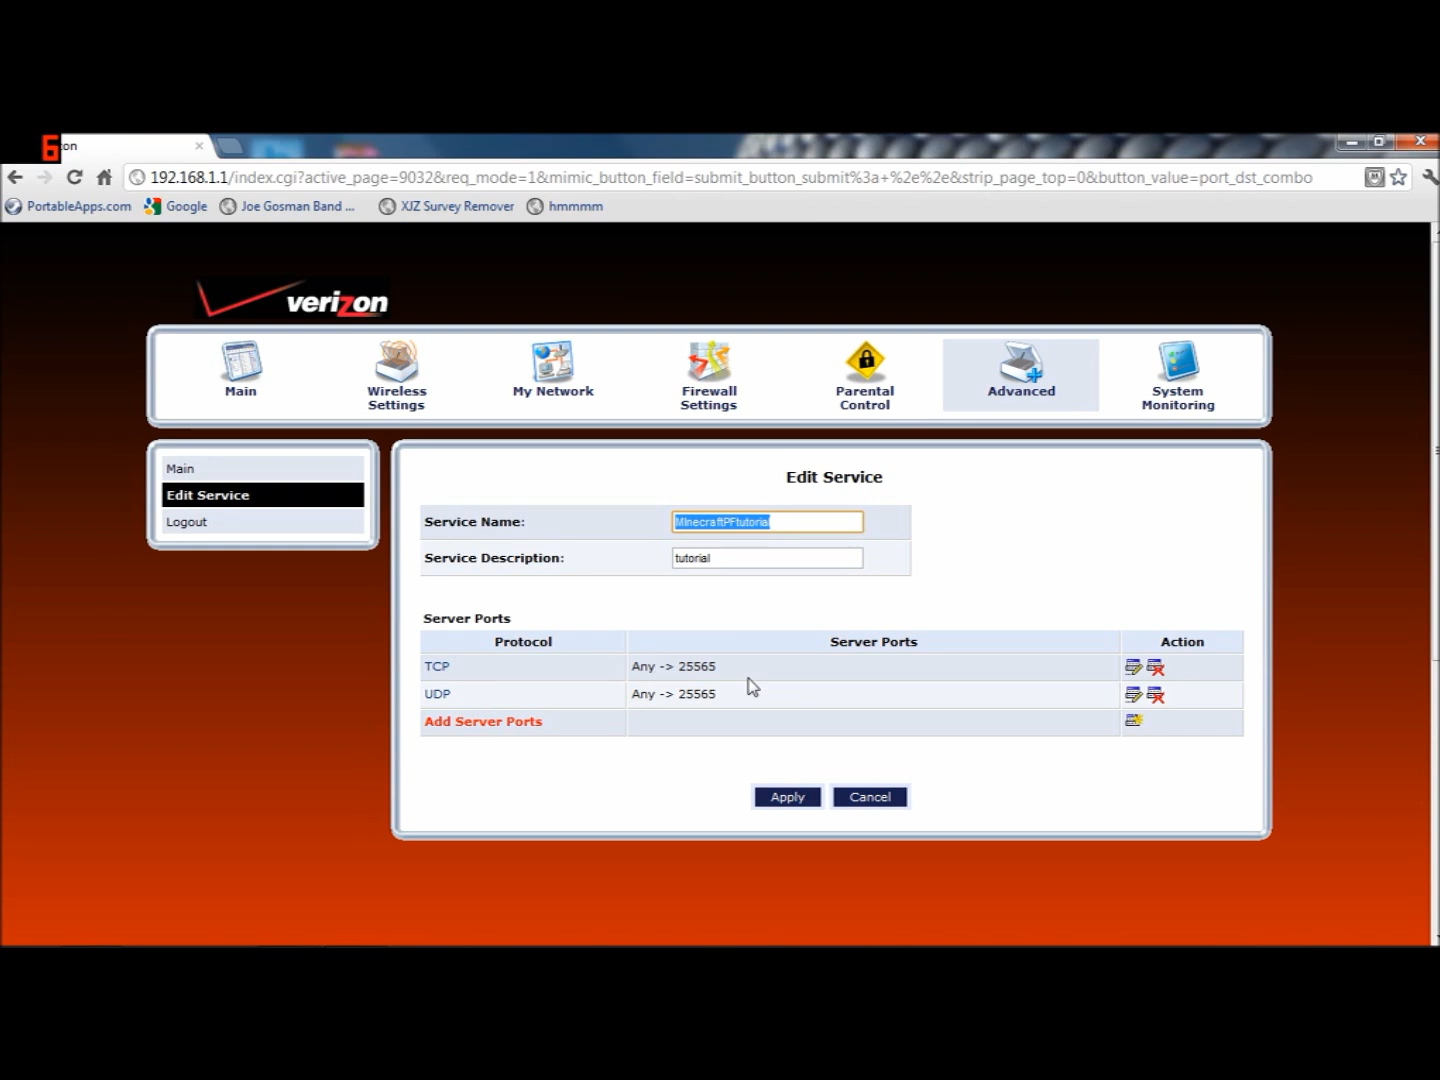 6
zon
192.168.1.1/index.cgi?active_page=9032&req_mode=1&mimic_button_field=submit_button_submit%3a+%2e%2e&strip_page_top=0&button_value=port_dst_combo
PortableApps.com Google Joe Gosman Band ... XJZ Survey Remover hmmmm
verizon
Main Wireless Settings My Network Firewall Settings Parental Control Advanced System Monitoring
Main
Edit Service
Logout
Edit Service
Service Name: MInecraftPFtutorial
Service Description: tutorial
Server Ports
Protocol Server Ports Action
TCP Any -> 25565
UDP Any -> 25565
Add Server Ports
Apply Cancel